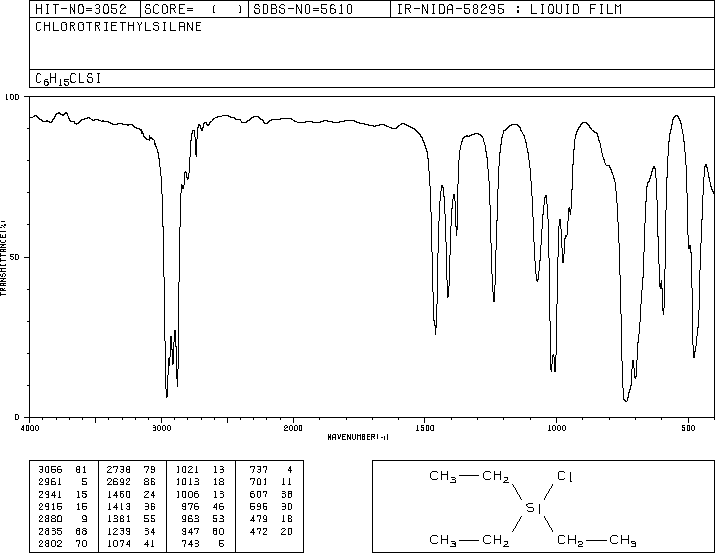 HIT-NO=3052 SCORE= ( ) SDBS-NO=5610 IR-NIDA-58295 : LIQUID FILM
CHLOROTRIETHYLSILANE
C6H15CLSI
100
50
0
TRANSMITTANCE(%)
4000 3000 2000 1500 1000 500
WAVENUMBER(-1)
3066 81 2738 79 1021 13 737 4
2961 5 2692 86 1013 18 701 11
2941 15 1460 24 1006 13 607 38
2915 15 1413 36 976 46 596 30
2880 9 1381 55 963 53 479 18
2835 68 1239 34 947 60 472 20
2802 70 1074 41 743 5
CH3 CH2 Cl
Si
CH3 CH2 CH2 CH3